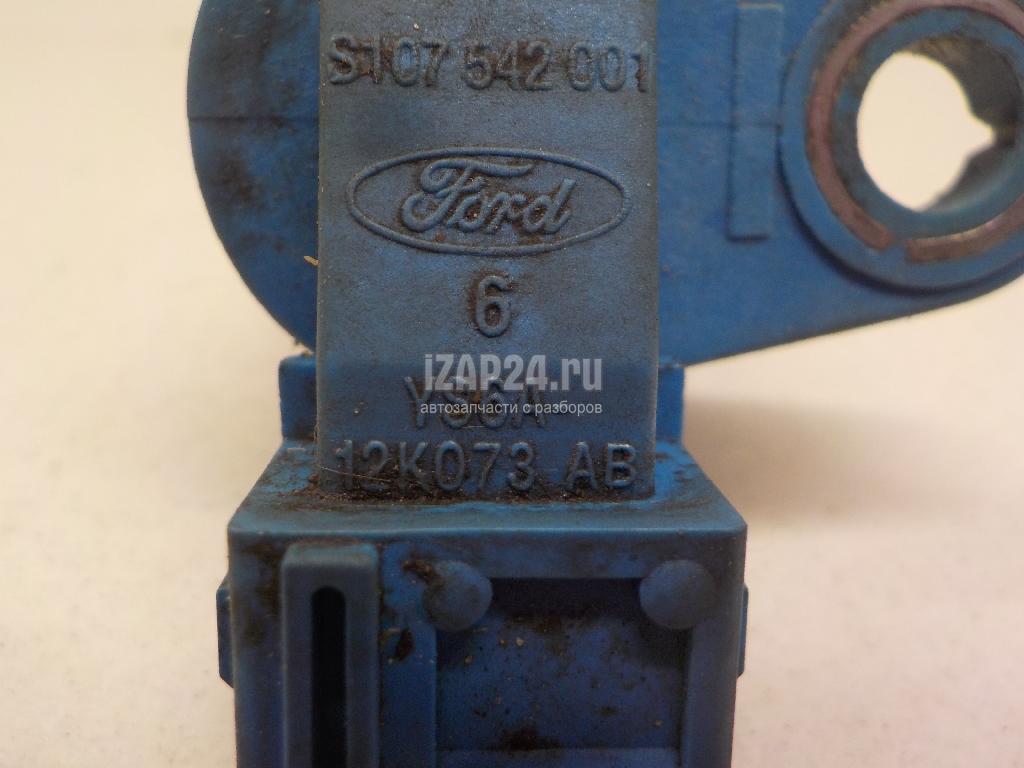 S107 542 001
Ford
6
iZAP24.ru
YS6A
автозапчасти с разборов
12K073-AB